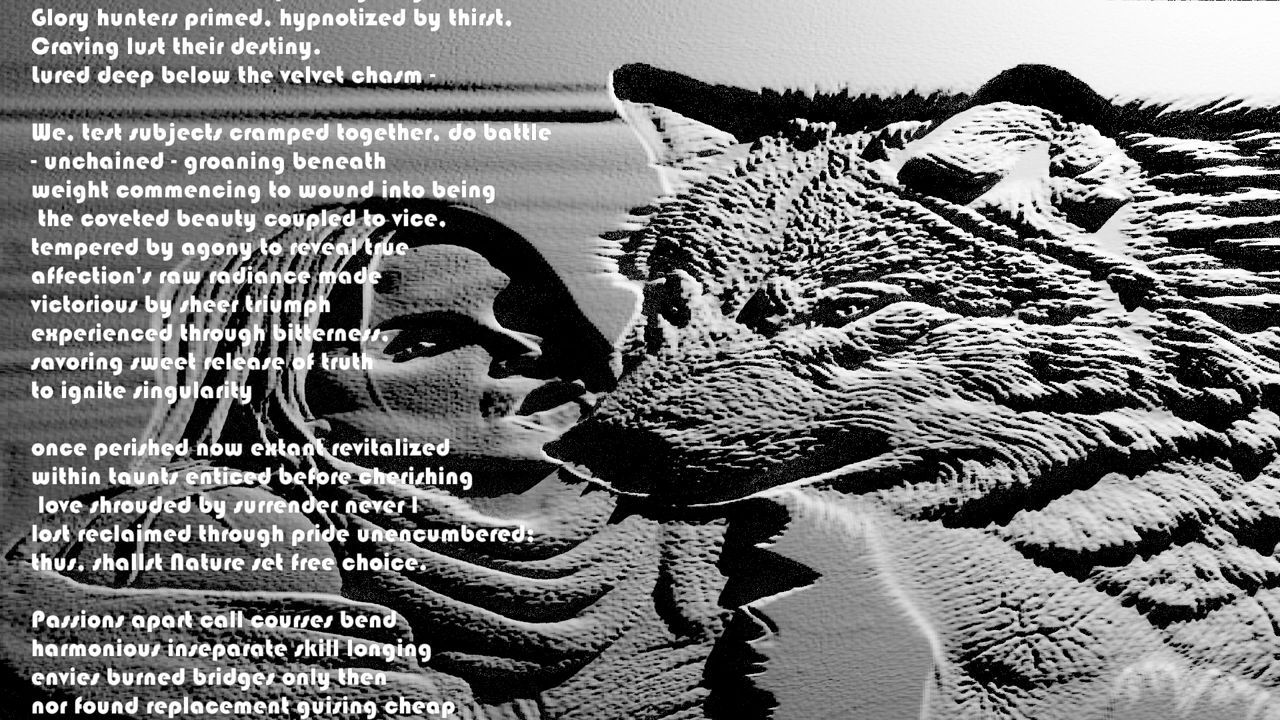 Glory hunters primed, hypnotized by thirst,
Craving lust their destiny.
Lured deep below the velvet chasm -
We, test subjects cramped together, do battle
- unchained - groaning beneath
weight commencing to wound into being
the coveted beauty coupled to vice,
tempered by agony to reveal true
affection's raw radiance made
victorious by sheer triumph
experienced through bitterness,
savoring sweet release of truth
to ignite singularity
once perished now extant revitalized
within taunts enticed before cherishing
love shrouded by surrender never I
lost reclaimed through pride unencumbered;
thus, shallst Nature set free choice.
Passions apart call courses bend
harmonious inseparate skill longing
envies burned bridges only then
nor found replacement guising cheap